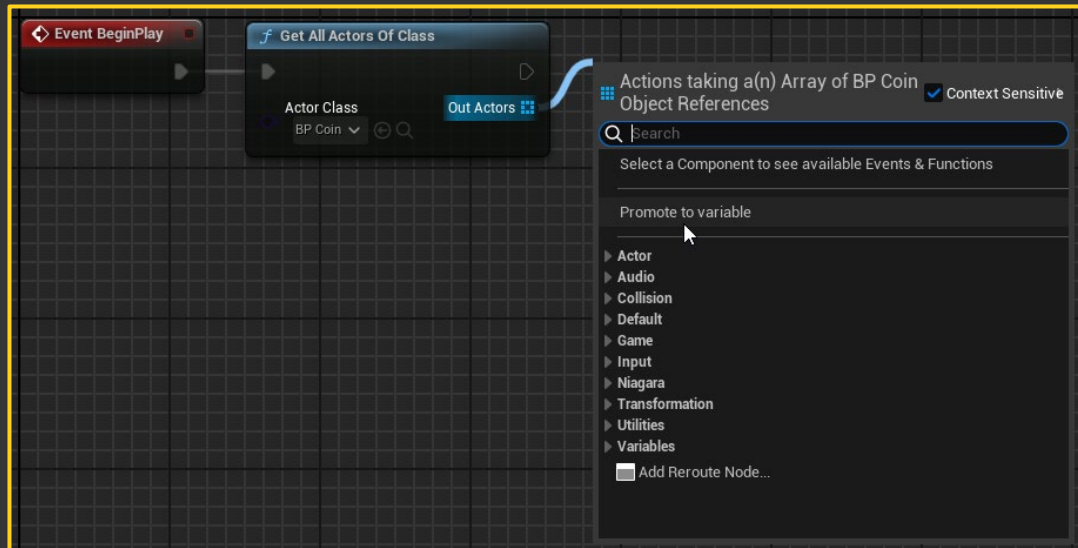 Event BeginPlay
Get All Actors Of Class
Actor Class
Out Actors
BP Coin
Actions taking a(n) Array of BP Coin
Object References
Context Sensitive
Search
Select a Component to see available Events & Functions
Promote to variable
Actor
Audio
Collision
Default
Game
Input
Niagara
Transformation
Utilities
Variables
Add Reroute Node...